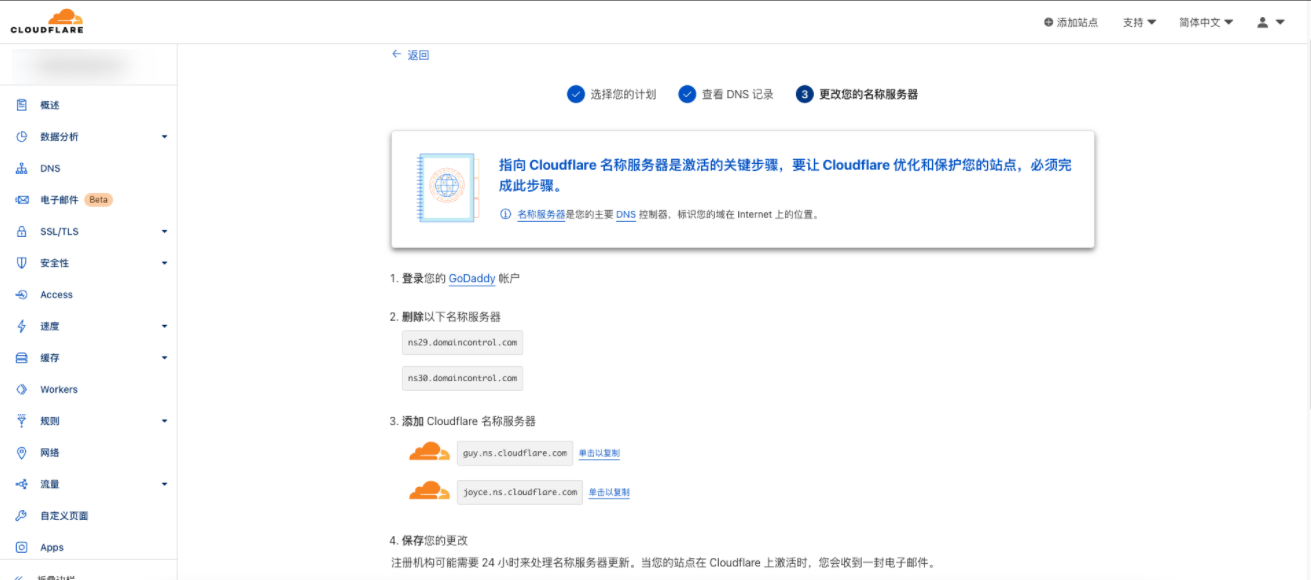 CLOUDFLARE
添加站点
支持
简体中文
返回
概述
数据分析
DNS
电子邮件 Beta
SSL/TLS
安全性
Access
速度
缓存
Workers
规则
网络
流量
自定义页面
Apps
折叠边栏
选择您的计划
查看 DNS 记录
3 更改您的名称服务器
指向 Cloudflare 名称服务器是激活的关键步骤，要让 Cloudflare 优化和保护您的站点，必须完
成此步骤。
名称服务器是您的主要 DNS 控制器，标识您的域在 Internet 上的位置。
1. 登录您的 GoDaddy 帐户
2. 删除以下名称服务器
ns29.domaincontrol.com
ns30.domaincontrol.com
3. 添加 Cloudflare 名称服务器
guy.ns.cloudflare.com 单击以复制
joyce.ns.cloudflare.com 单击以复制
4. 保存您的更改
注册机构可能需要 24 小时来处理名称服务器更新。当您的站点在 Cloudflare 上激活时，您会收到一封电子邮件。